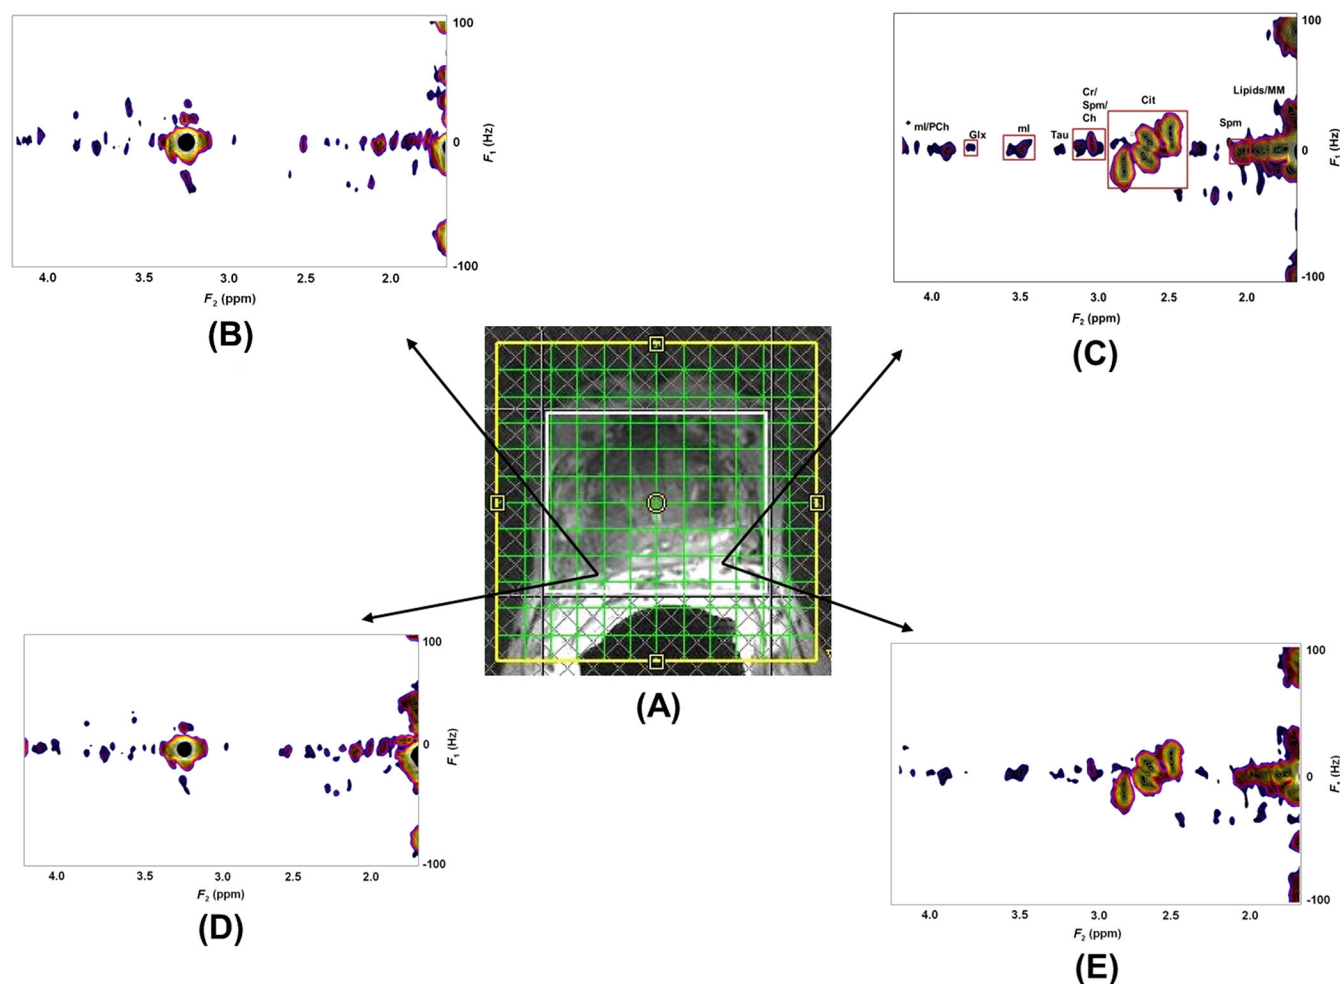 100
0
-100
F1 (Hz)
4.0 3.5 3.0 2.5 2.0
F2 (ppm)
(B)
100
0
-100
F1 (Hz)
* mI/PCh
Glx
mI
Tau
Cr/
Spm/
Ch
Cit
Spm
Lipids/MM
4.0 3.5 3.0 2.5 2.0
F2 (ppm)
(C)
(A)
100
0
-100
F1 (Hz)
4.0 3.5 3.0 2.5 2.0
F2 (ppm)
(D)
100
0
-100
F1 (Hz)
4.0 3.5 3.0 2.5 2.0
F2 (ppm)
(E)